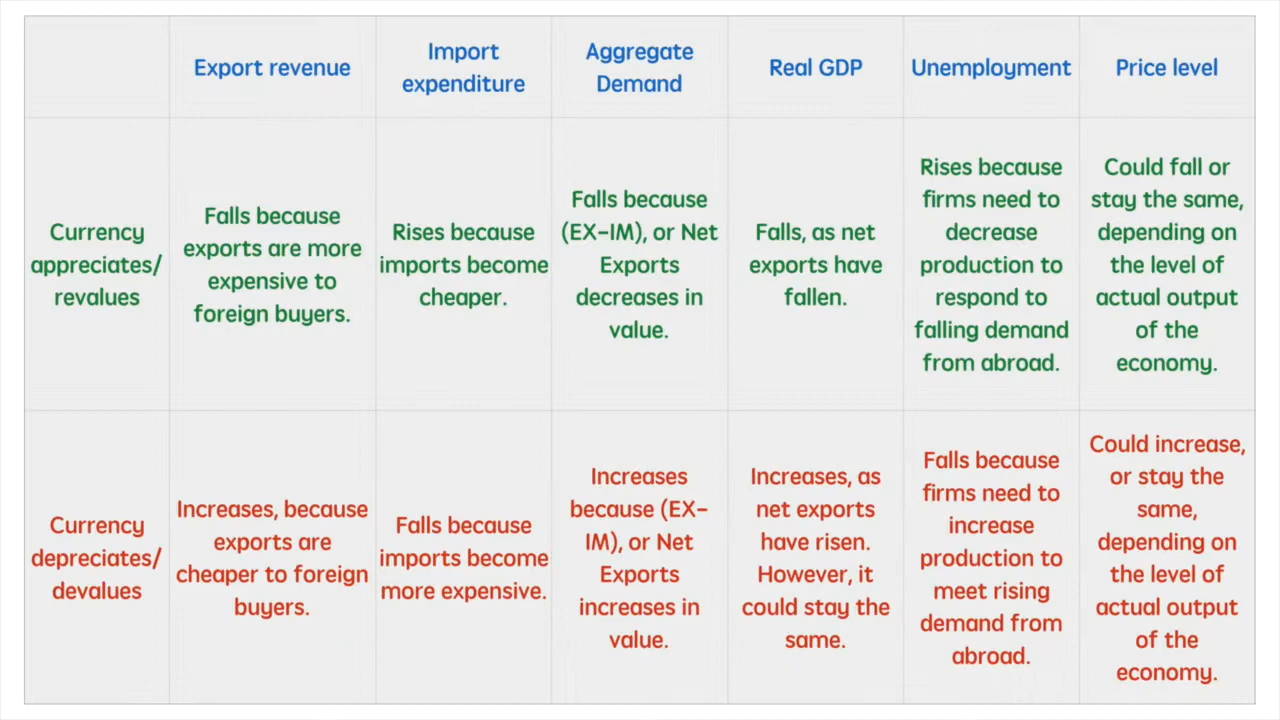 Export revenue
Import
expenditure
Aggregate
Demand
Real GDP
Unemployment
Price level
Currency
appreciates/
revalues
Falls because
exports are more
expensive to
foreign buyers.
Rises because
imports become
cheaper.
Falls because
(EX-IM), or Net
Exports
decreases in
value.
Falls, as net
exports have
fallen.
Rises because
firms need to
decrease
production to
respond to
falling demand
from abroad.
Could fall or
stay the same,
depending on
the level of
actual output
of the
economy.
Currency
depreciates/
devalues
Increases, because
exports are
cheaper to foreign
buyers.
Falls because
imports become
more expensive.
Increases
because (EX-
IM), or Net
Exports
increases in
value.
Increases, as
net exports
have risen.
However, it
could stay the
same.
Falls because
firms need to
increase
production to
meet rising
demand from
abroad.
Could increase,
or stay the
same,
depending on
the level of
actual output
of the
economy.